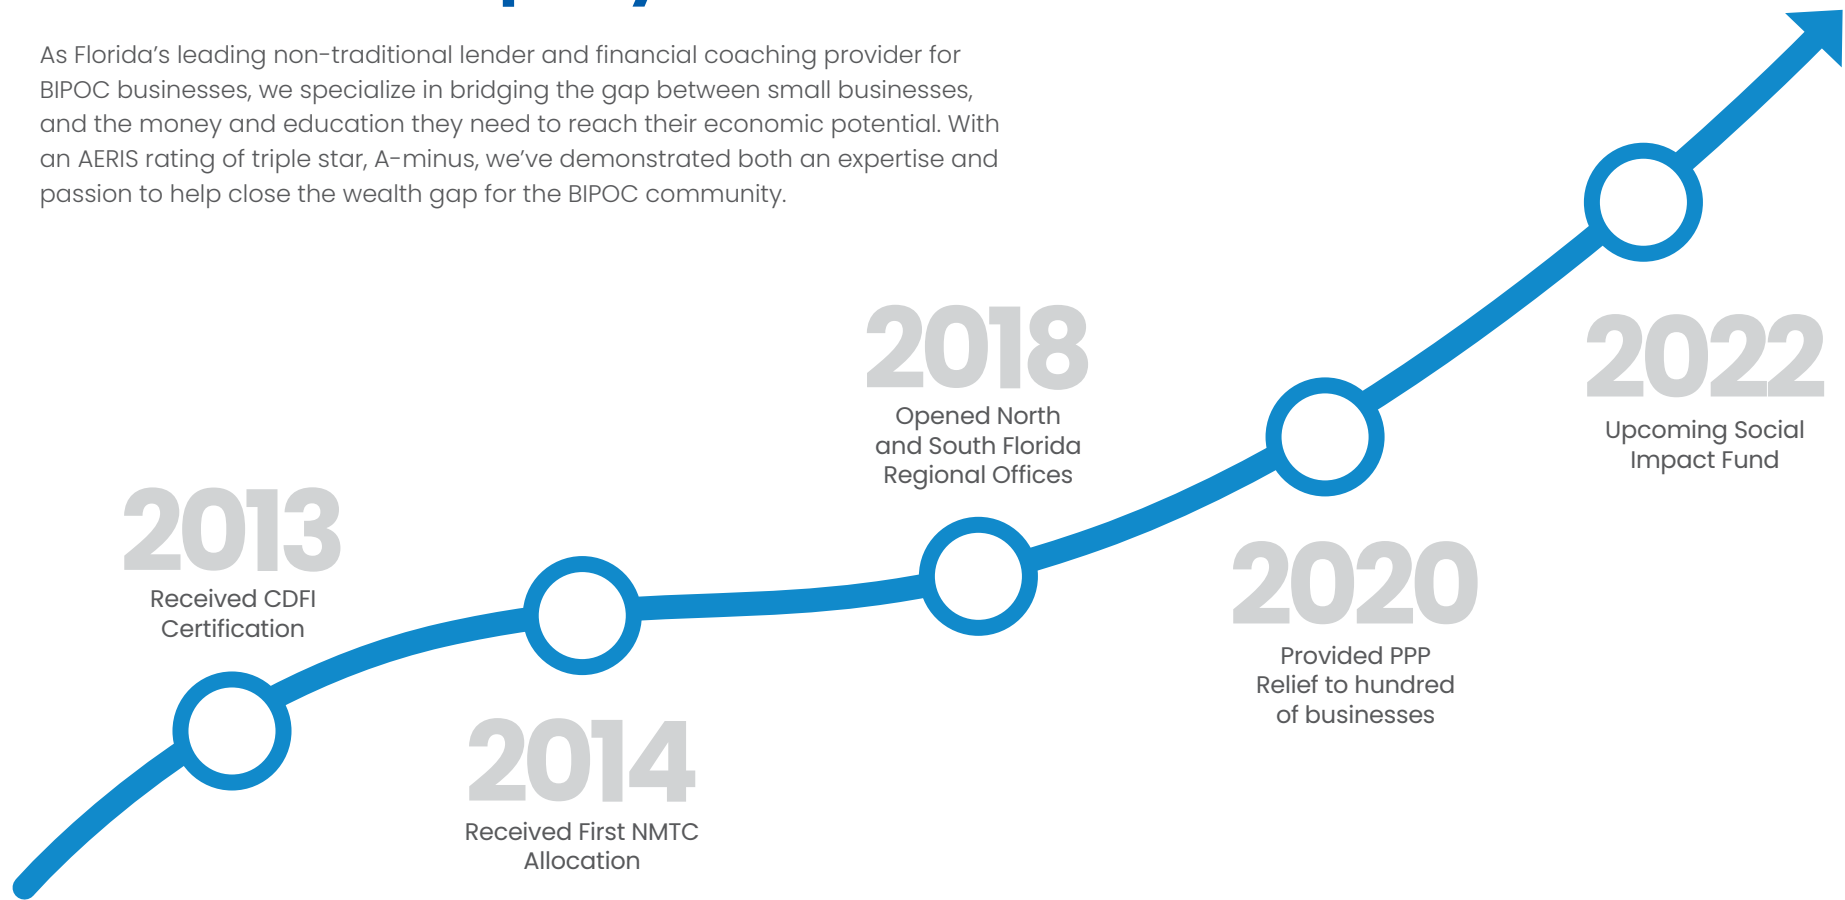 As Florida’s leading non-traditional lender and financial coaching provider for
BIPOC businesses, we specialize in bridging the gap between small businesses,
and the money and education they need to reach their economic potential. With
an AERIS rating of triple star, A-minus, we’ve demonstrated both an expertise and
passion to help close the wealth gap for the BIPOC community.
2013
Received CDFI
Certification
2014
Received First NMTC
Allocation
2018
Opened North
and South Florida
Regional Offices
2020
Provided PPP
Relief to hundred
of businesses
2022
Upcoming Social
Impact Fund